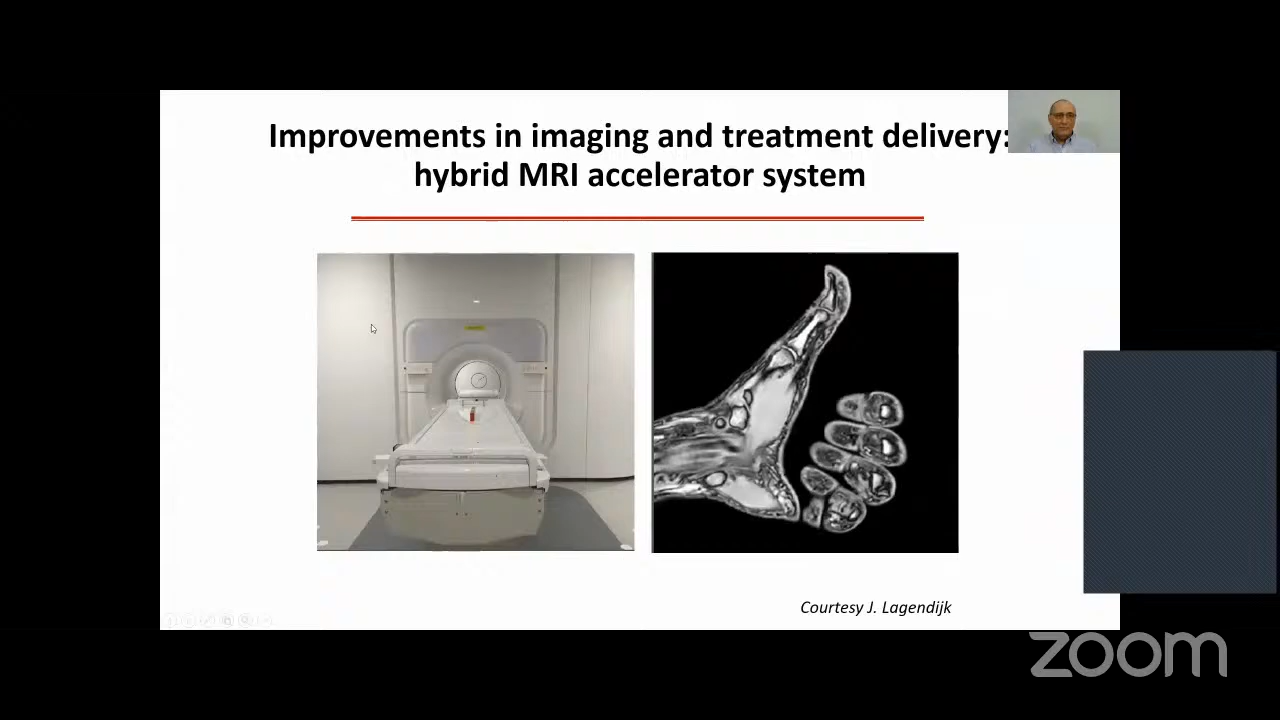 Improvements in imaging and treatment delivery:
hybrid MRI accelerator system
Courtesy J. Lagendijk
zoom